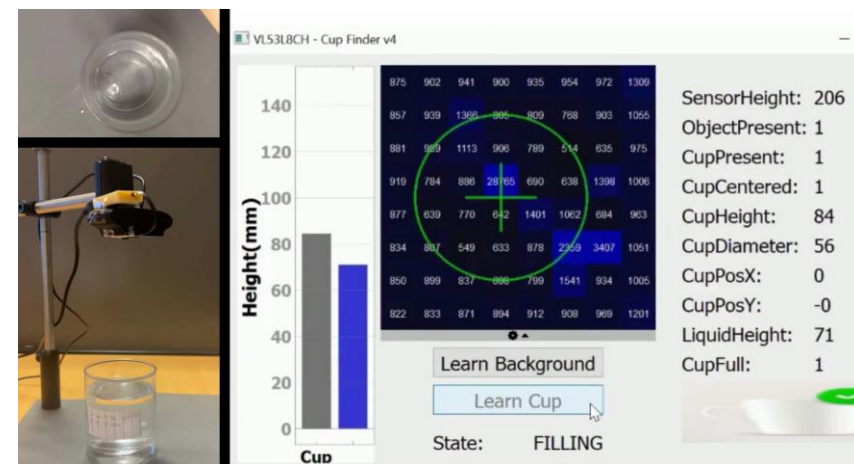 VL53L8CH - Cup Finder v4
140
120
100
80
60
40
20
0
Height(mm)
Cup
875 902 941 900 935 954 972 1309
857 939 1366 809 768 903 1055
881 989 1113 906 789 514 635 975
919 784 886 28765 690 638 1398 1006
877 639 770 642 1401 1062 684 963
834 887 549 633 878 2359 3407 1051
850 899 837 898 799 1541 934 1005
822 833 871 894 912 908 969 1201
Learn Background
Learn Cup
State: FILLING
SensorHeight: 206
ObjectPresent: 1
CupPresent: 1
CupCentered: 1
CupHeight: 84
CupDiameter: 56
CupPosX: 0
CupPosY: -0
LiquidHeight: 71
CupFull: 1